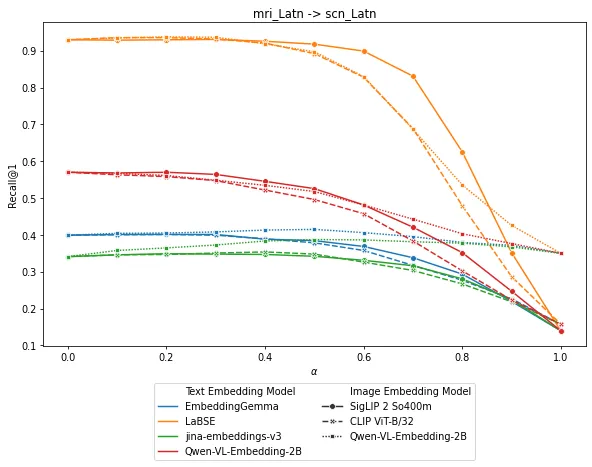 mri_Latn -> scn_Latn
Recall@1
0.9
0.8
0.7
0.6
0.5
0.4
0.3
0.2
0.1
0.0 0.2 0.4 0.6 0.8 1.0
α
Text Embedding Model Image Embedding Model
EmbeddingGemma SigLIP 2 So400m
LaBSE CLIP ViT-B/32
jina-embeddings-v3 Qwen-VL-Embedding-2B
Qwen-VL-Embedding-2B